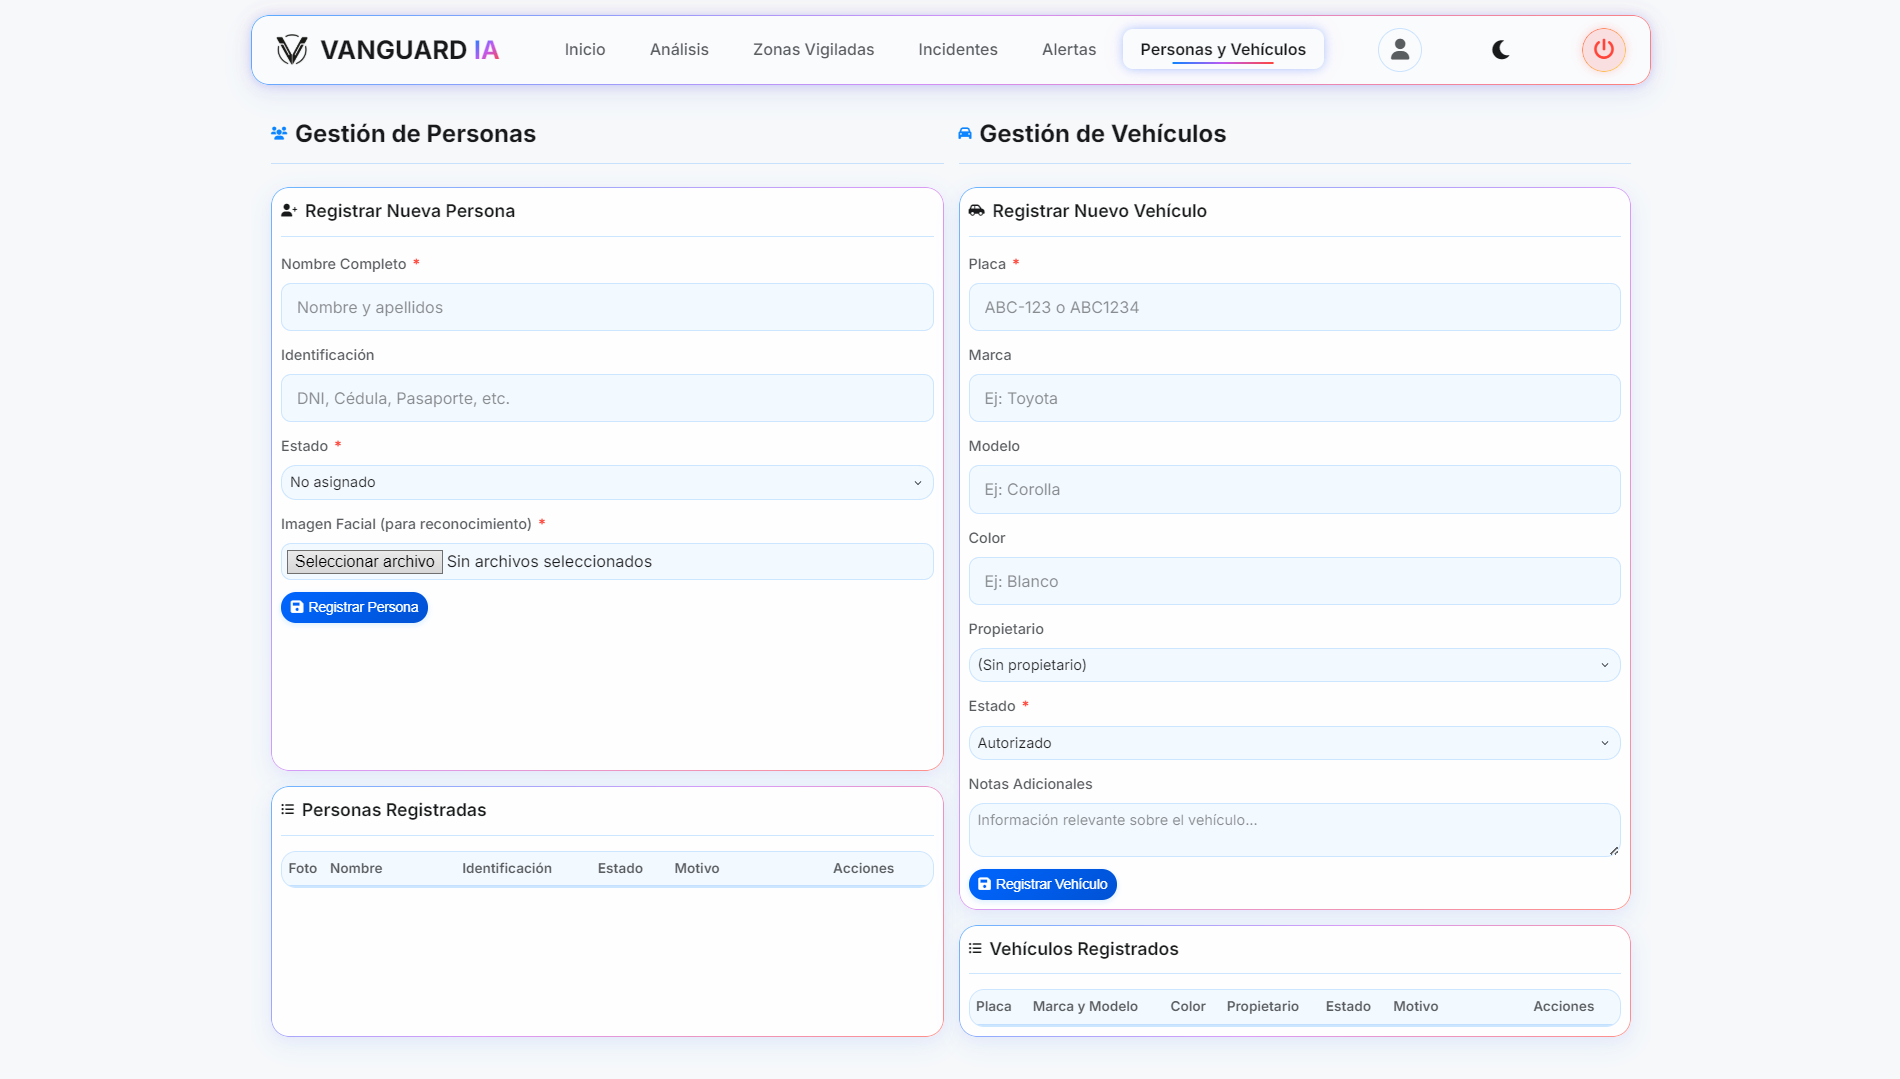 VANGUARD IA
Inicio
Análisis
Zonas Vigiladas
Incidentes
Alertas
Personas y Vehículos
Gestión de Personas
Registrar Nueva Persona
Nombre Completo *
Nombre y apellidos
Identificación
DNI, Cédula, Pasaporte, etc.
Estado *
No asignado
Imagen Facial (para reconocimiento) *
Seleccionar archivo Sin archivos seleccionados
Registrar Persona
Personas Registradas
Foto Nombre Identificación Estado Motivo Acciones
Gestión de Vehículos
Registrar Nuevo Vehículo
Placa *
ABC-123 o ABC1234
Marca
Ej: Toyota
Modelo
Ej: Corolla
Color
Ej: Blanco
Propietario
(Sin propietario)
Estado *
Autorizado
Notas Adicionales
Información relevante sobre el vehículo...
Registrar Vehículo
Vehículos Registrados
Placa Marca y Modelo Color Propietario Estado Motivo Acciones